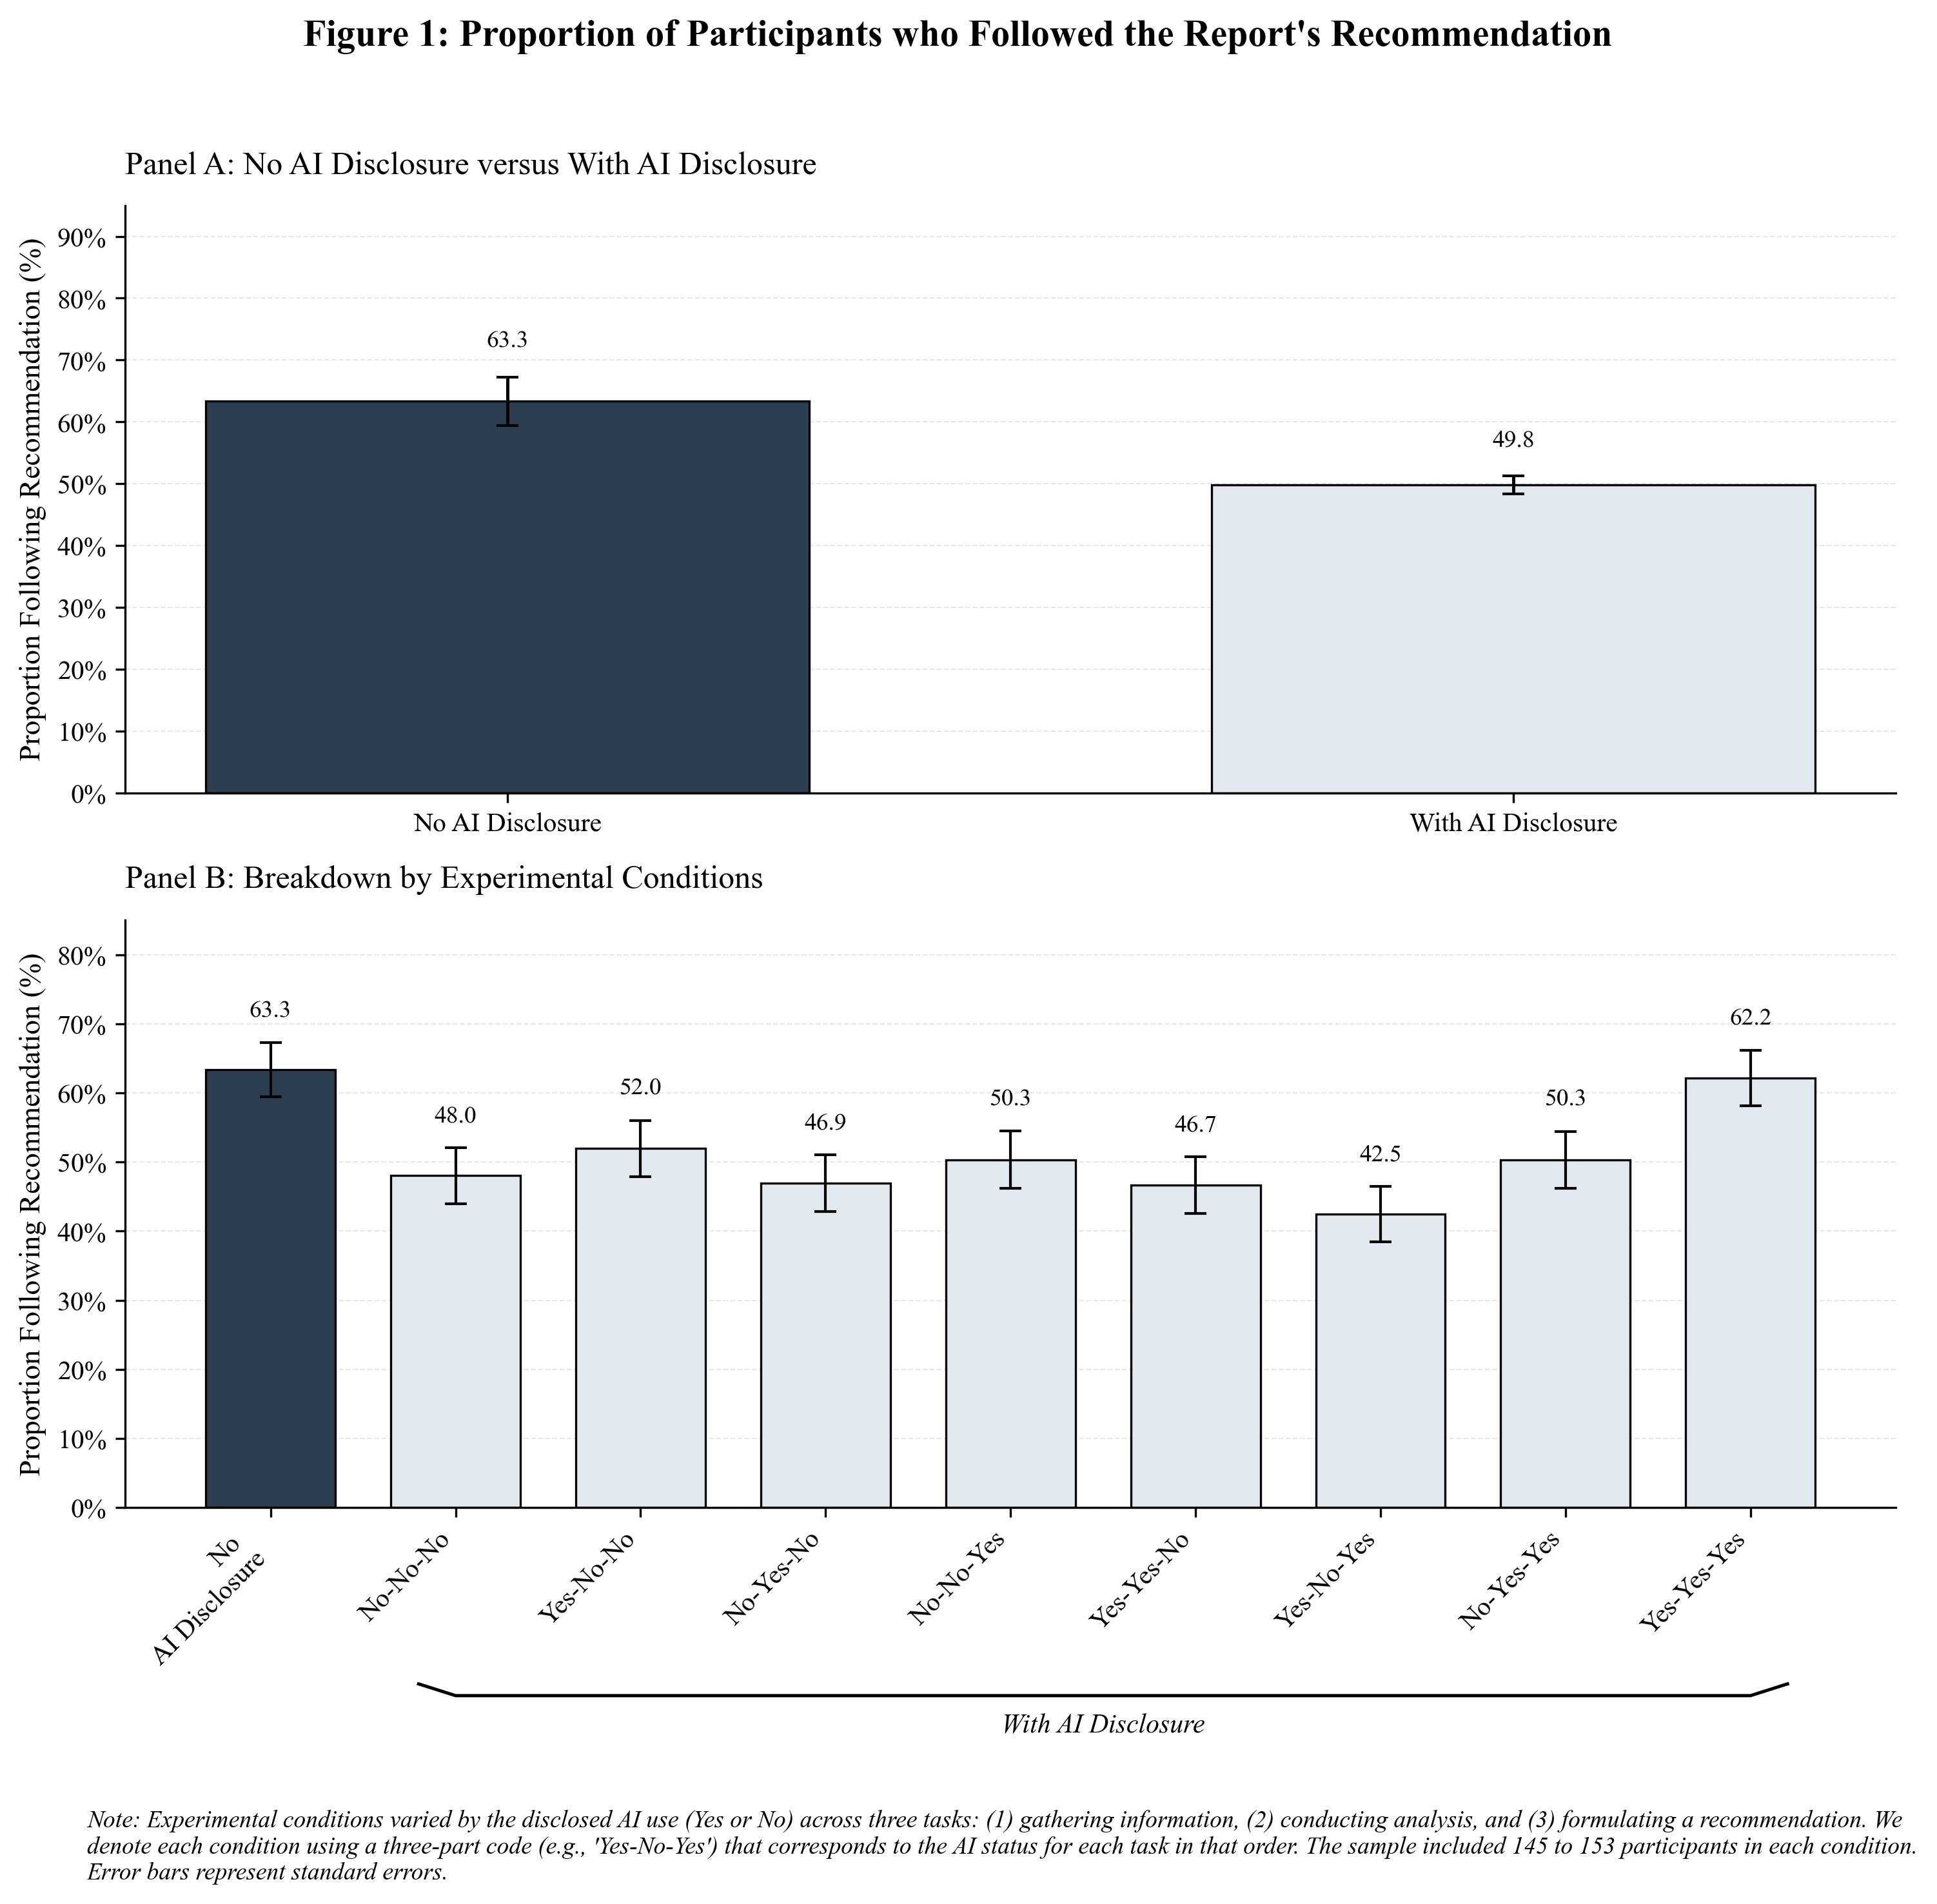 Figure 1: Proportion of Participants who Followed the Report's Recommendation
Panel A: No AI Disclosure versus With AI Disclosure
Proportion Following Recommendation (%)
90%
80%
70%
60%
50%
40%
30%
20%
10%
0%
63.3
49.8
No AI Disclosure
With AI Disclosure
Panel B: Breakdown by Experimental Conditions
Proportion Following Recommendation (%)
80%
70%
60%
50%
40%
30%
20%
10%
0%
63.3
48.0
52.0
46.9
50.3
46.7
42.5
50.3
62.2
No
AI Disclosure
No-No-No
Yes-No-No
No-Yes-No
No-No-Yes
Yes-Yes-No
Yes-No-Yes
No-Yes-Yes
Yes-Yes-Yes
With AI Disclosure
Note: Experimental conditions varied by the disclosed AI use (Yes or No) across three tasks: (1) gathering information, (2) conducting analysis, and (3) formulating a recommendation. We
denote each condition using a three-part code (e.g., 'Yes-No-Yes') that corresponds to the AI status for each task in that order. The sample included 145 to 153 participants in each condition.
Error bars represent standard errors.